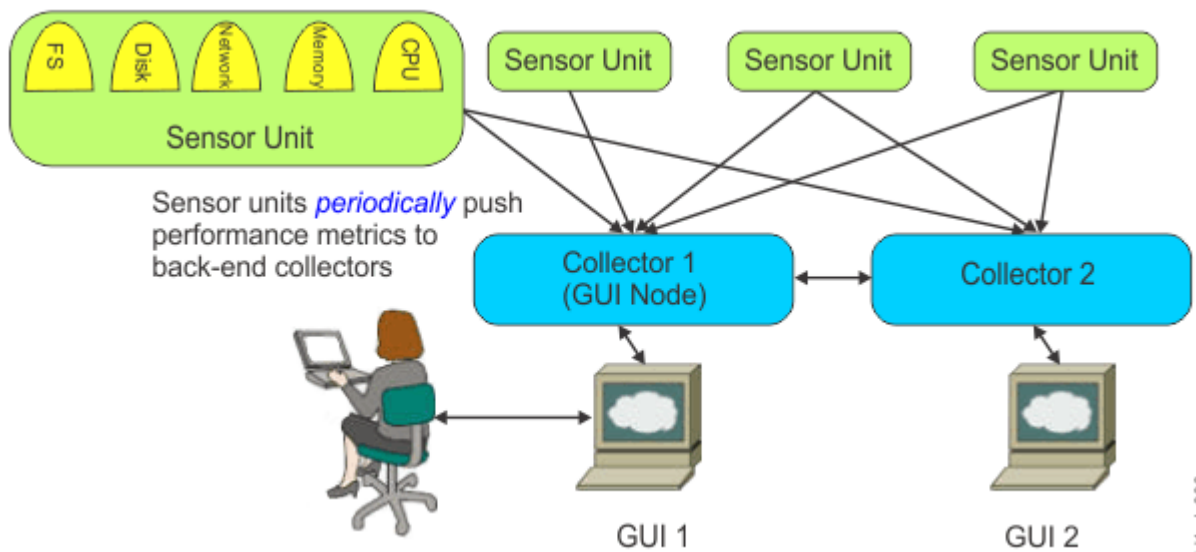 FS
Disk
Network
Memory
CPU
Sensor Unit
Sensor Unit
Sensor Unit
Sensor Unit
Sensor units periodically push
performance metrics to
back-end collectors
Collector 1
(GUI Node)
Collector 2
GUI 1
GUI 2